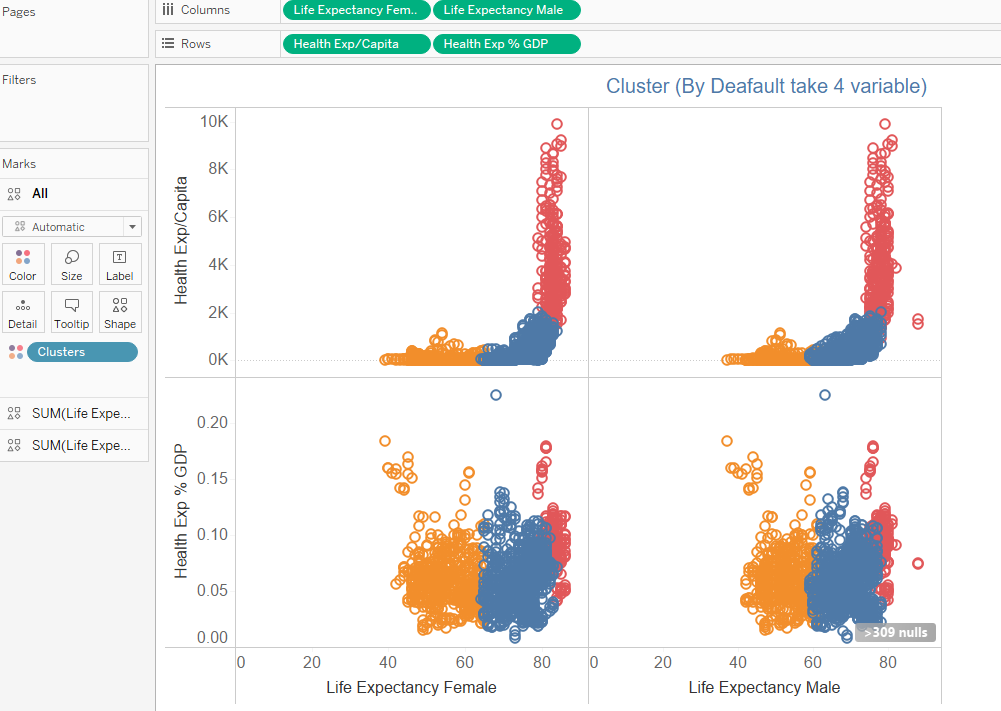 Pages
Columns
Life Expectancy Fem..
Life Expectancy Male
Rows
Health Exp/Capita
Health Exp % GDP
Filters
Cluster (By Deafault take 4 variable)
Marks
All
Automatic
Color
Size
Label
Detail
Tooltip
Shape
Clusters
SUM(Life Expe...
SUM(Life Expe...
Health Exp/Capita
10K
8K
6K
4K
2K
0K
Health Exp % GDP
0.20
0.15
0.10
0.05
0.00
>309 nulls
0 20 40 60 80
0 20 40 60 80
Life Expectancy Female
Life Expectancy Male